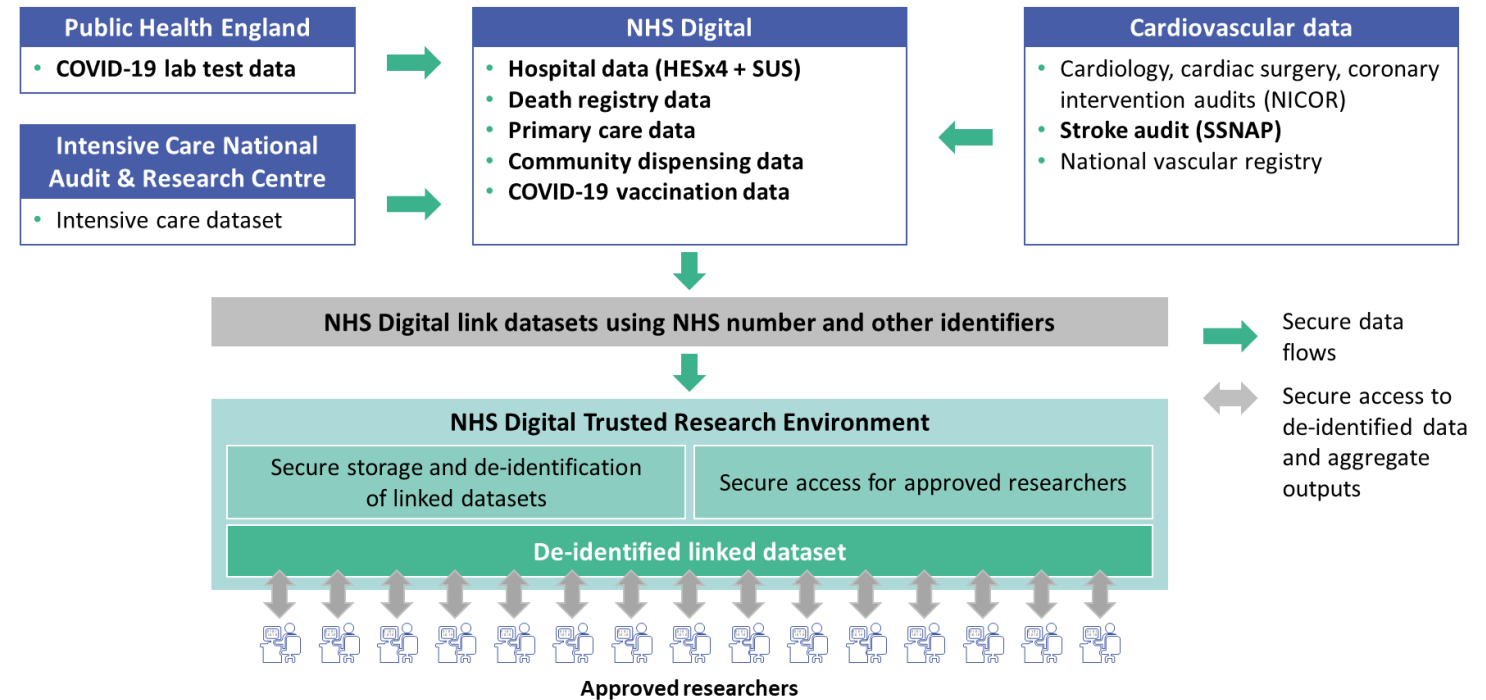 Public Health England
• COVID-19 lab test data
Intensive Care National
Audit & Research Centre
• Intensive care dataset
NHS Digital
• Hospital data (HESx4 + SUS)
• Death registry data
• Primary care data
• Community dispensing data
• COVID-19 vaccination data
Cardiovascular data
• Cardiology, cardiac surgery, coronary
intervention audits (NICOR)
• Stroke audit (SSNAP)
• National vascular registry
NHS Digital link datasets using NHS number and other identifiers
Secure data
flows
Secure access to
de-identified data
and aggregate
outputs
NHS Digital Trusted Research Environment
Secure storage and de-identification
of linked datasets
Secure access for approved researchers
De-identified linked dataset
Approved researchers